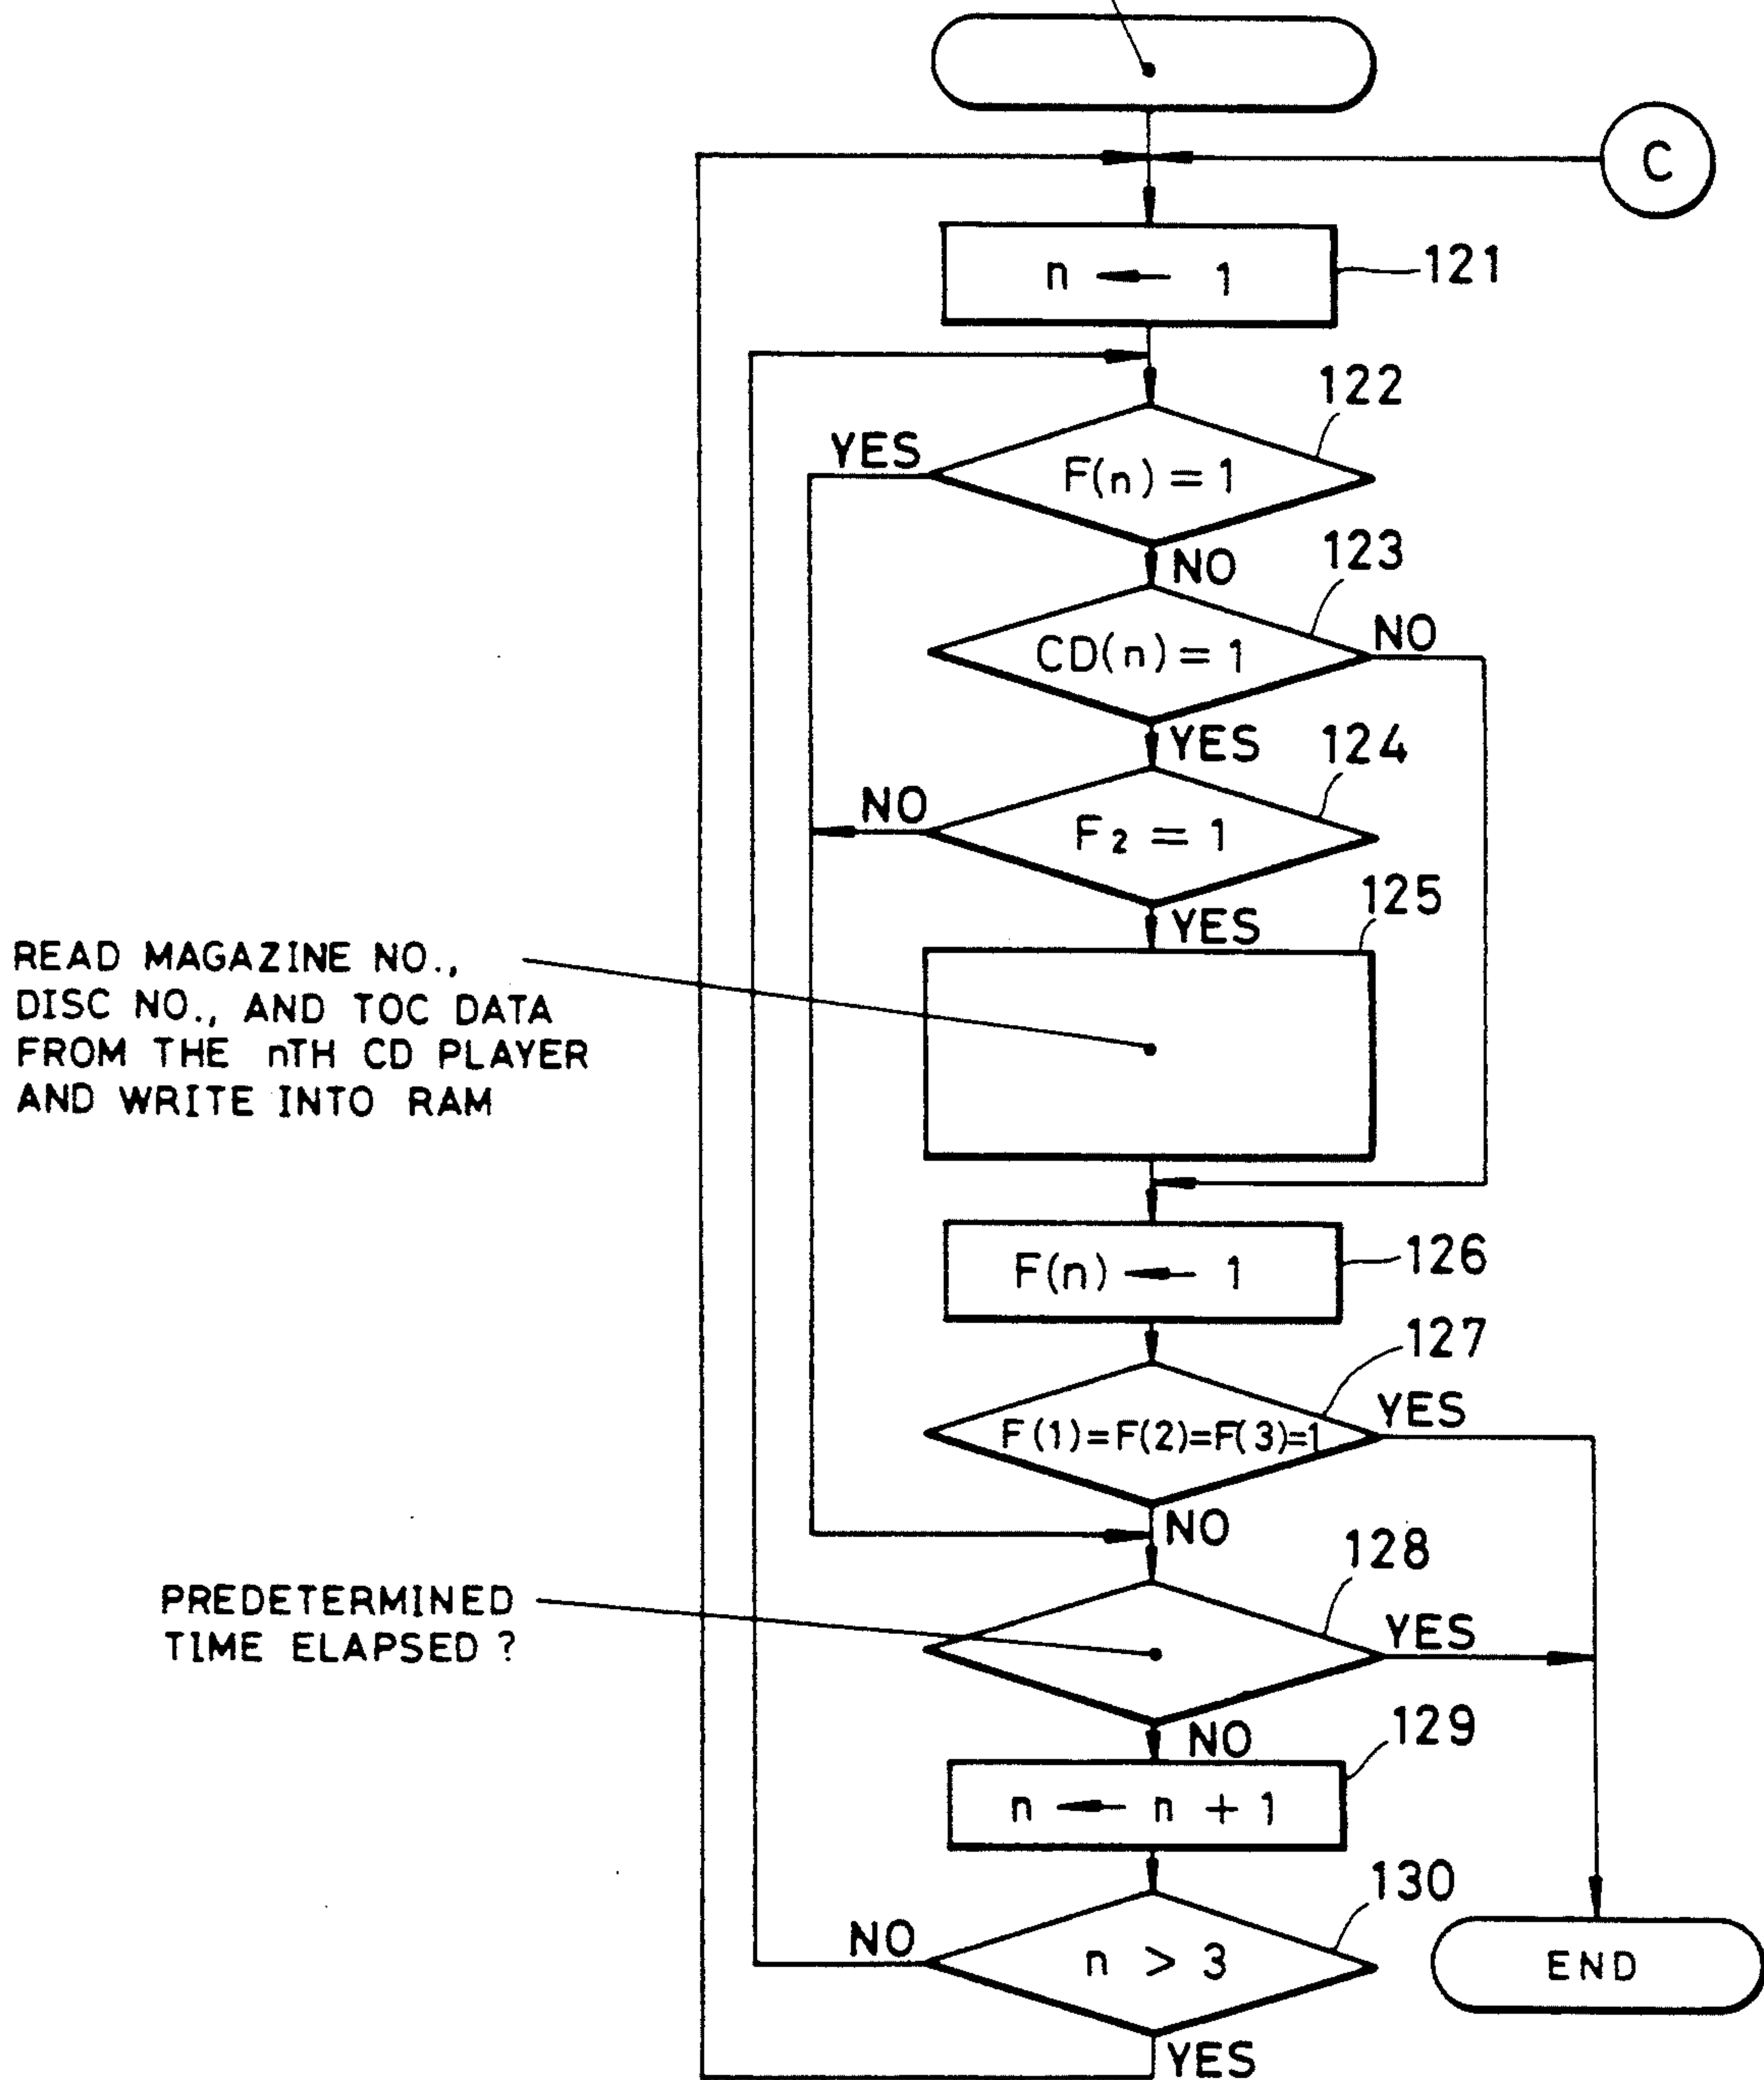 C
n ← 1
121
122
YES
F(n) = 1
NO
123
CD(n) = 1
NO
YES
124
NO
F2 = 1
YES
125
READ MAGAZINE NO.,
DISC NO., AND TOC DATA
FROM THE nTH CD PLAYER
AND WRITE INTO RAM
F(n) ← 1
126
127
F(1)=F(2)=F(3)=1
YES
NO
128
PREDETERMINED
TIME ELAPSED ?
YES
NO
129
n ← n + 1
130
NO
n > 3
END
YES